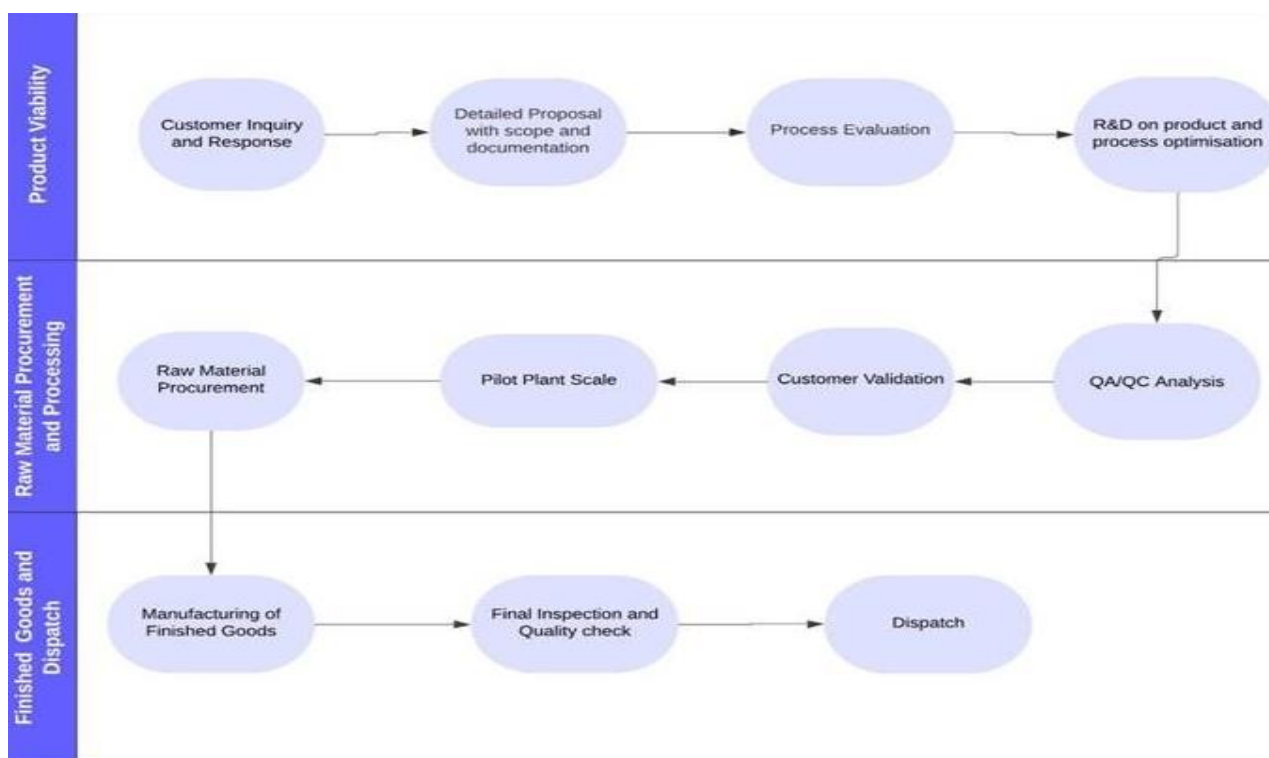 Product Viability
Customer Inquiry
and Response
Detailed Proposal
with scope and
documentation
Process Evaluation
R&D on product and
process optimisation
Raw Material Procurement
and Processing
Raw Material
Procurement
Pilot Plant Scale
Customer Validation
QA/QC Analysis
Finished Goods and
Dispatch
Manufacturing of
Finished Goods
Final Inspection and
Quality check
Dispatch